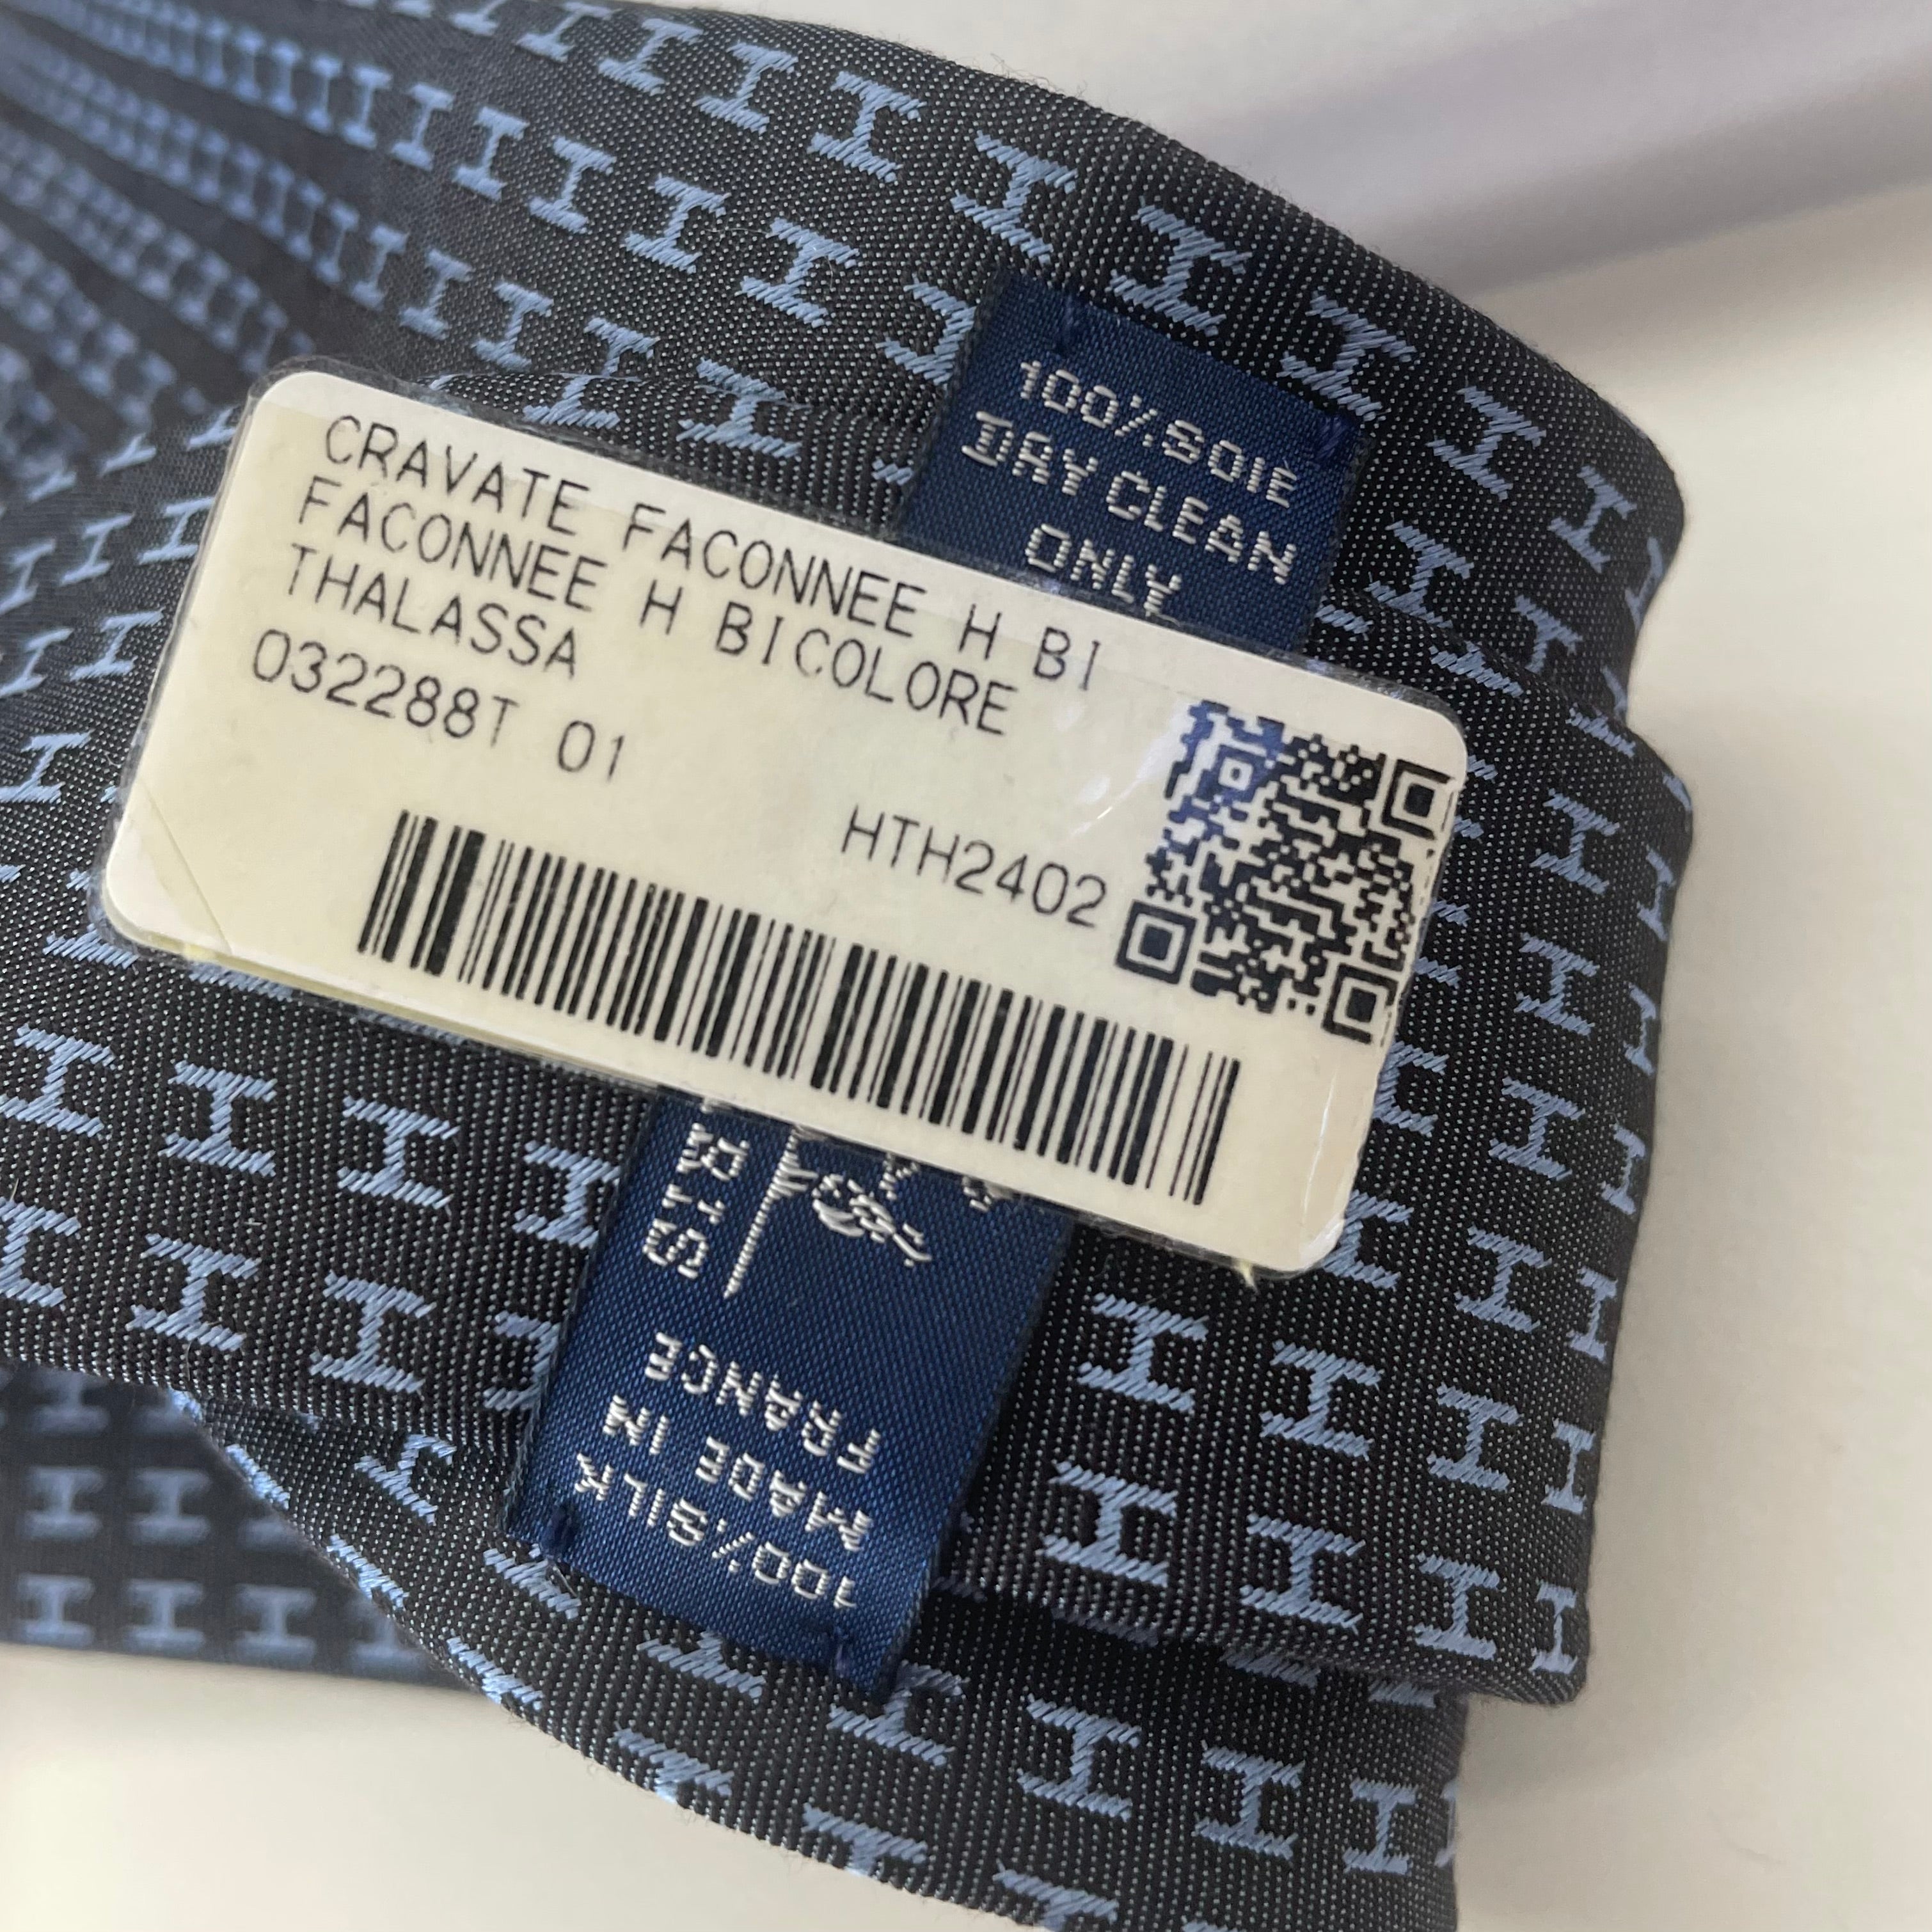 100%SOIE
DRY CLEAN
ONLY
CRAVATE FACONNEE H BI
FACONNEE H BICOLORE
THALASSA
032288T 01
HTH2402
100%SILK
MADE IN
FRANCE